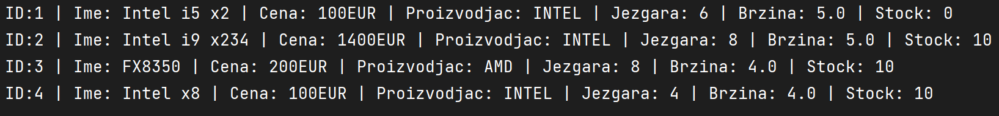 ID:1 | Ime: Intel i5 x2 | Cena: 100EUR | Proizvodjac: INTEL | Jezgara: 6 | Brzina: 5.0 | Stock: 0
ID:2 | Ime: Intel i9 x234 | Cena: 1400EUR | Proizvodjac: INTEL | Jezgara: 8 | Brzina: 5.0 | Stock: 10
ID:3 | Ime: FX8350 | Cena: 200EUR | Proizvodjac: AMD | Jezgara: 8 | Brzina: 4.0 | Stock: 10
ID:4 | Ime: Intel x8 | Cena: 100EUR | Proizvodjac: INTEL | Jezgara: 4 | Brzina: 4.0 | Stock: 10